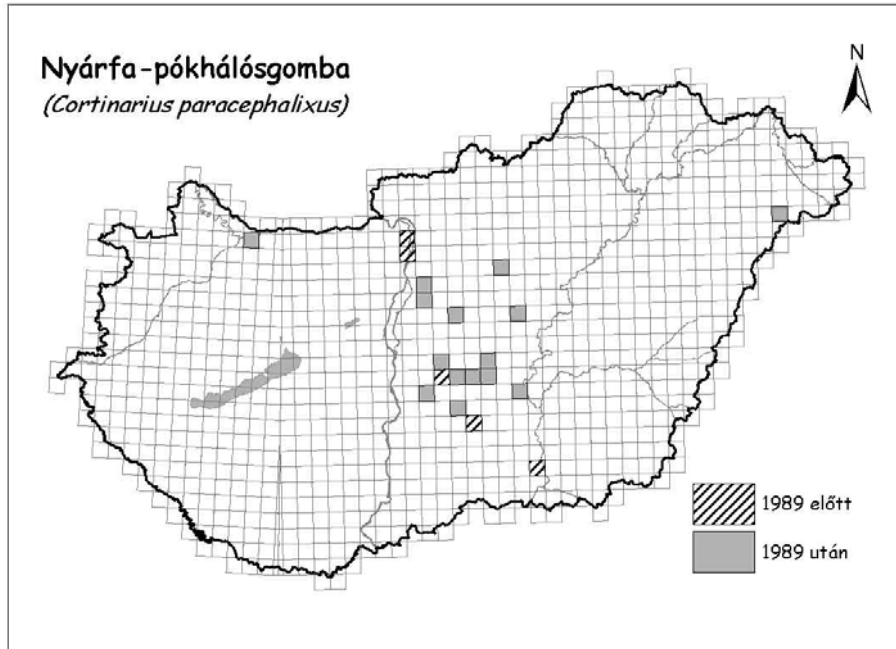 Nyárfa-pókhálósgomba
(Cortinarius paracephalixus)
N
1989 előtt
1989 után